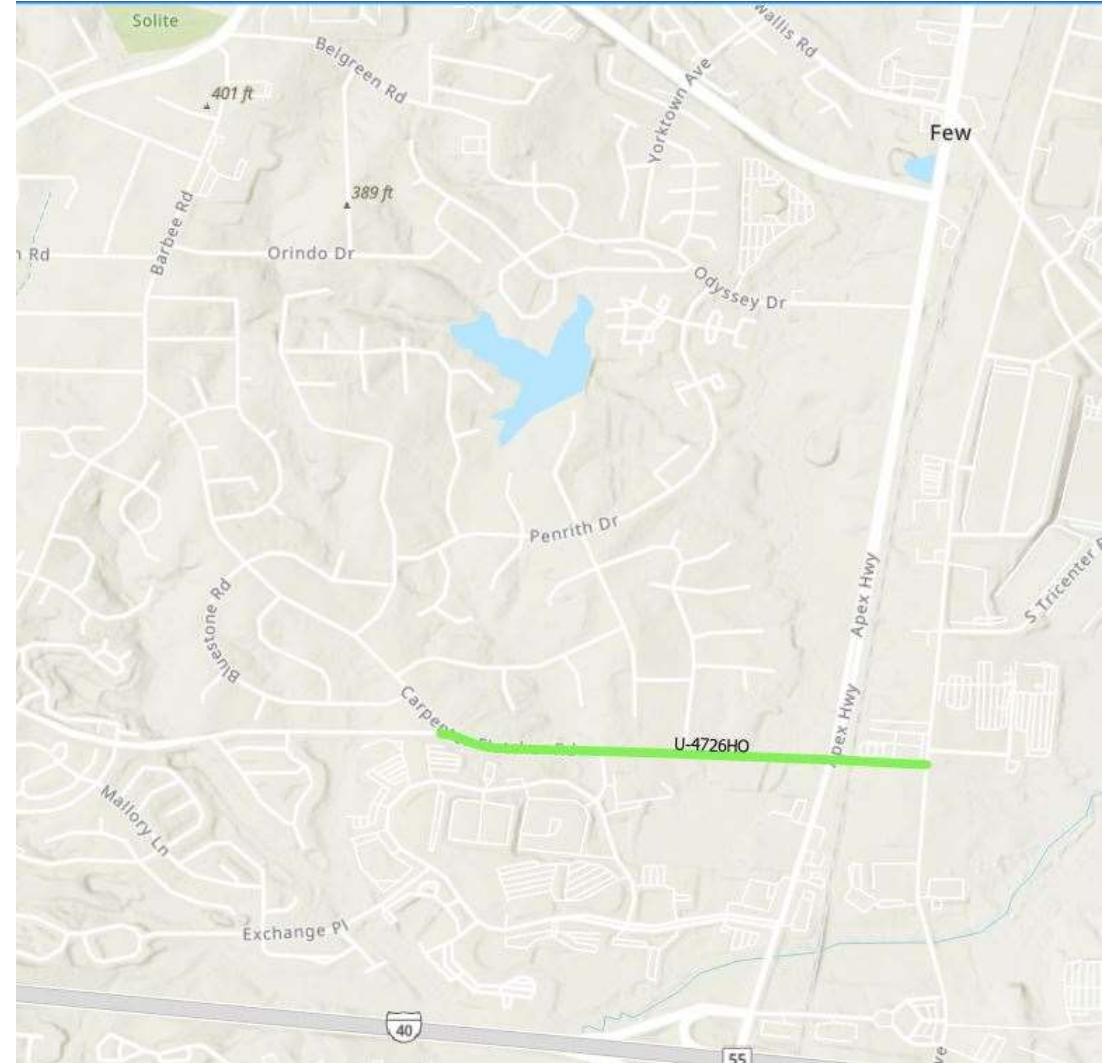 Solite
wallis Rd
Belgreen Rd
Yorktown Ave
401 ft
Few
389 ft
Barbee Rd
n Rd
Orindo Dr
Odyssey Dr
Penrith Dr
Apex Hwy
S Tricenter
Bluestone Rd
Apex Hwy
U-4726HO
Mallory Ln
Exchange Pl
40
55